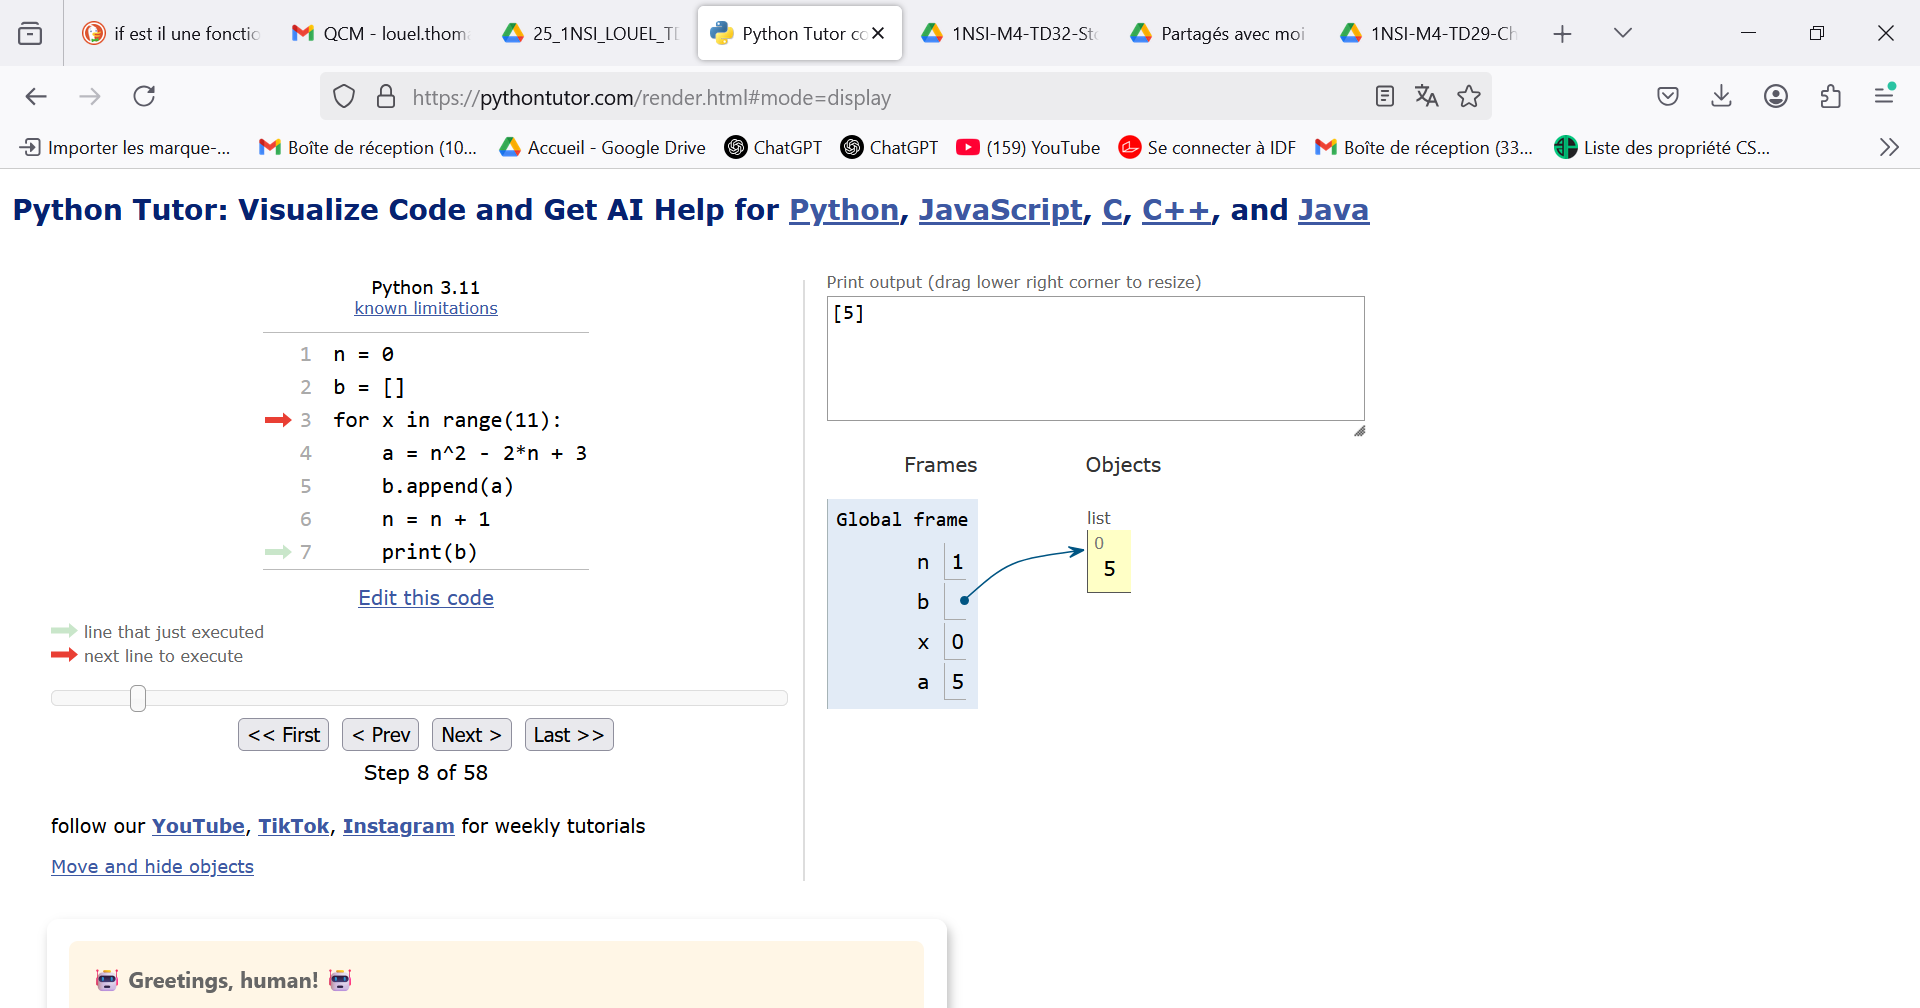 if est il une fonctio
QCM - louel.thoma
25_1NSI_LOUEL_TD
Python Tutor co
1NSI-M4-TD32-Sto
Partagés avec moi
1NSI-M4-TD29-Ch
https://pythontutor.com/render.html#mode=display
Importer les marque-...
Boîte de réception (10...
Accueil - Google Drive
ChatGPT
ChatGPT
(159) YouTube
Se connecter à IDF
Boîte de réception (33...
Liste des propriété CS...
Python Tutor: Visualize Code and Get AI Help for Python, JavaScript, C, C++, and Java
Python 3.11
known limitations
1 n = 0
2 b = []
3 for x in range(11):
4 a = n^2 - 2*n + 3
5 b.append(a)
6 n = n + 1
7 print(b)
Edit this code
line that just executed
next line to execute
<< First
< Prev
Next >
Last >>
Step 8 of 58
follow our YouTube, TikTok, Instagram for weekly tutorials
Move and hide objects
Print output (drag lower right corner to resize)
[5]
Frames
Objects
Global frame
n 1
b
x 0
a 5
list
0
5
Greetings, human!